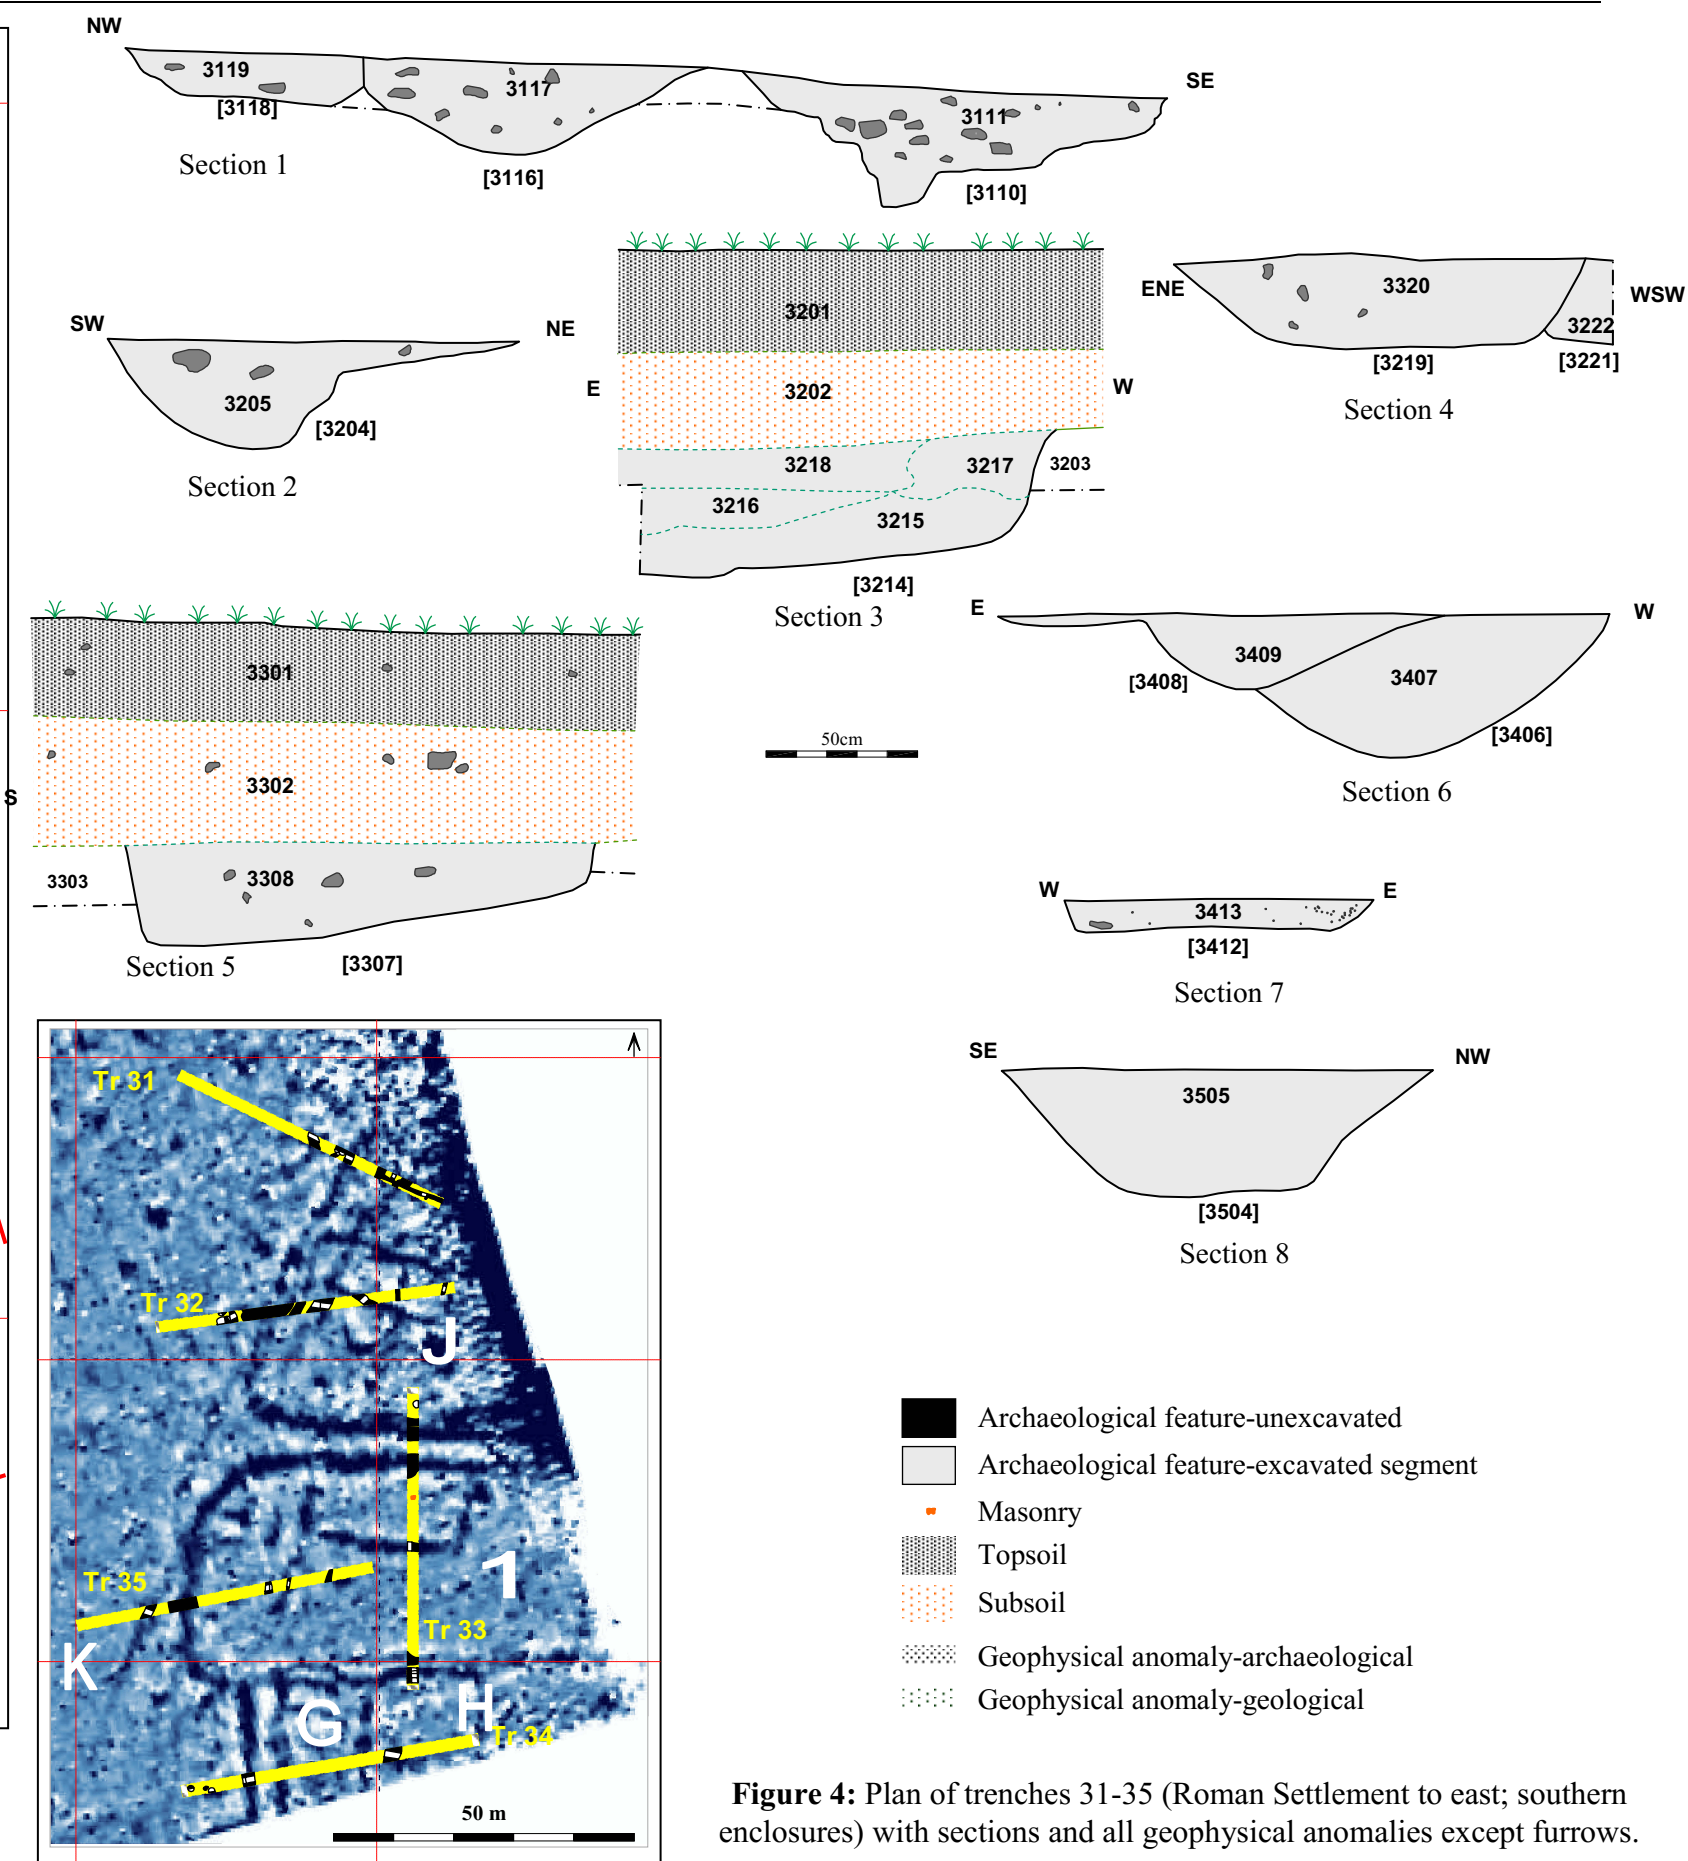 NW
3119
3117
3111
SE
[3118]
Section 1
[3116]
[3110]
SW
NE
3205
[3204]
Section 2
3201
E
3202
W
3218
3217
3203
3216
3215
[3214]
Section 3
ENE
3320
WSW
3222
[3219]
[3221]
Section 4
3301
S
3302
3303
3308
Section 5
[3307]
50cm
E
W
3409
3407
[3408]
[3406]
Section 6
W
E
3413
[3412]
Section 7
SE
NW
3505
[3504]
Section 8
Tr 31
Tr 32
J
Tr 35
1
Tr 33
K
G
H
Tr 34
50 m
Archaeological feature-unexcavated
Archaeological feature-excavated segment
Masonry
Topsoil
Subsoil
Geophysical anomaly-archaeological
Geophysical anomaly-geological
Figure 4: Plan of trenches 31-35 (Roman Settlement to east; southern
enclosures) with sections and all geophysical anomalies except furrows.